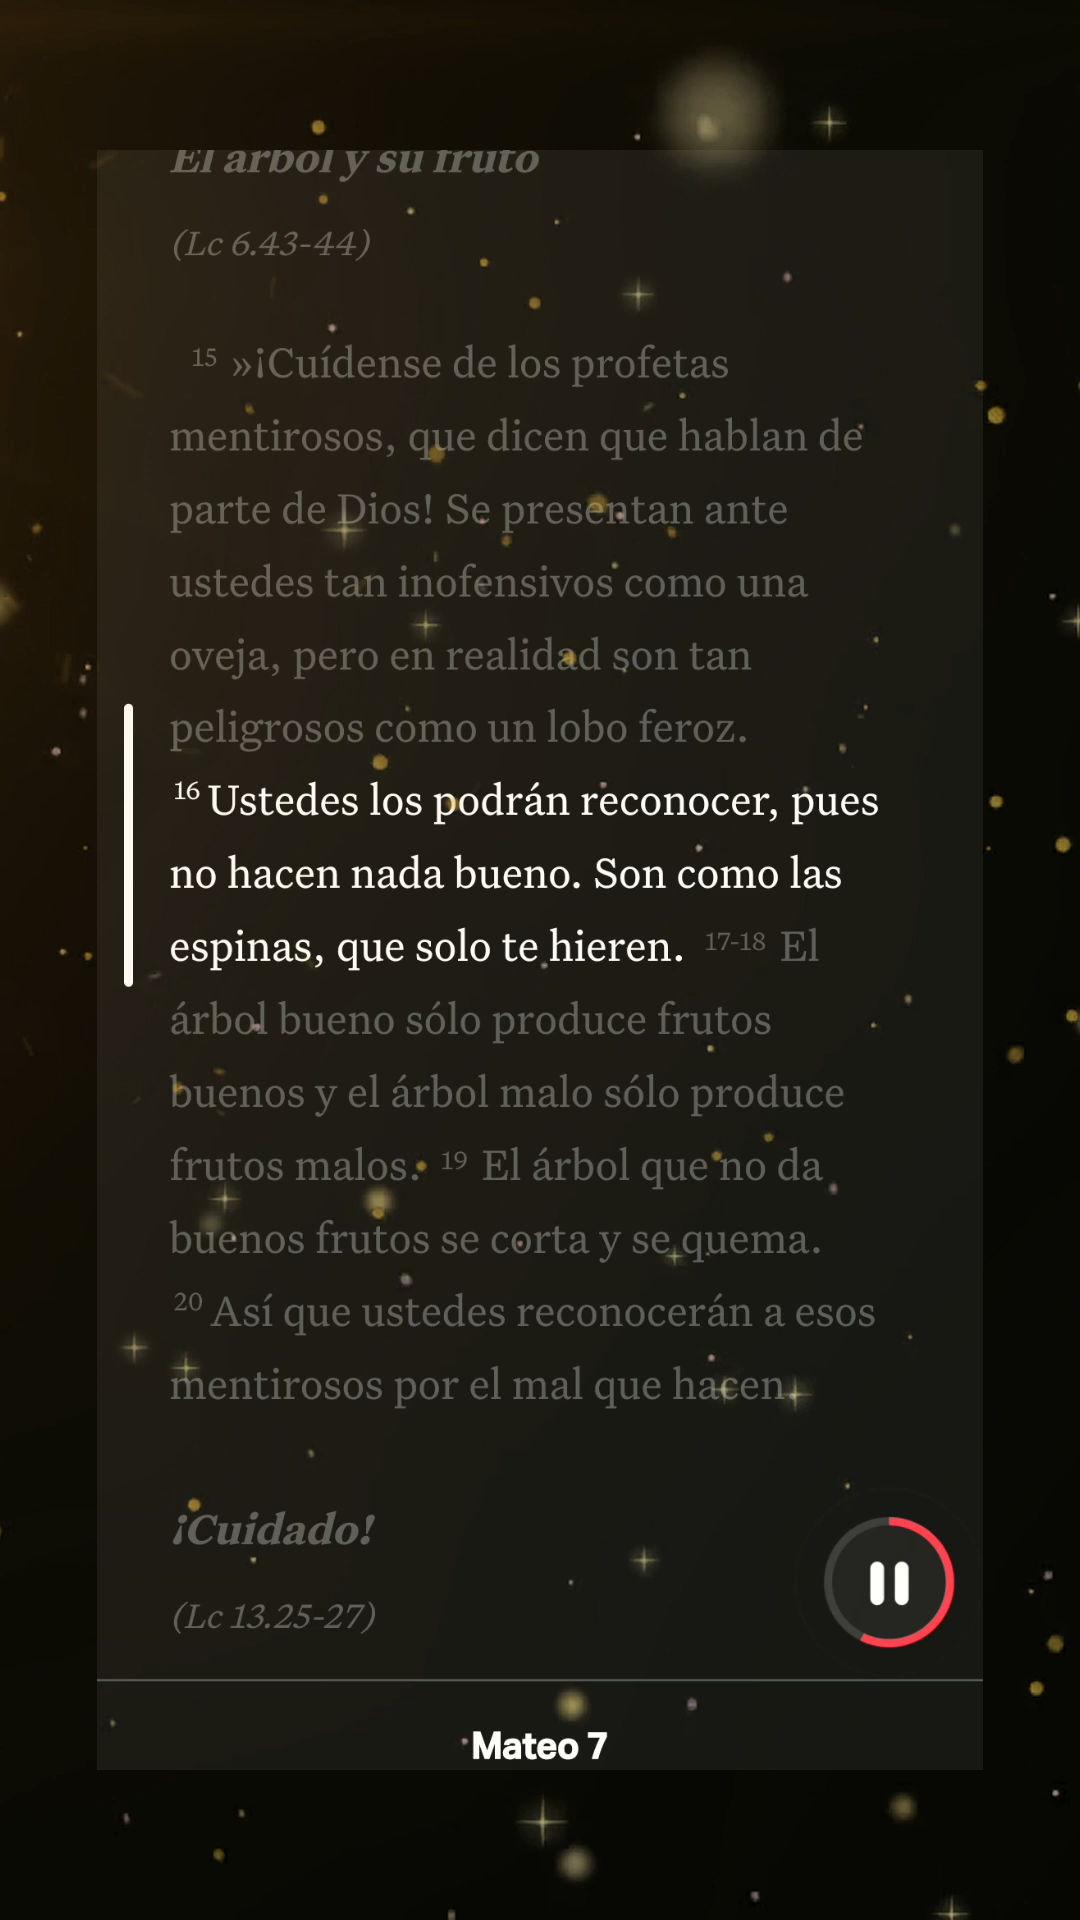 El árbol y su fruto
(Lc 6.43-44)
15 »¡Cuídense de los profetas
mentirosos, que dicen que hablan de
parte de Dios! Se presentan ante
ustedes tan inofensivos como una
oveja, pero en realidad son tan
peligrosos como un lobo feroz.
16 Ustedes los podrán reconocer, pues
no hacen nada bueno. Son como las
espinas, que solo te hieren. 17-18 El
árbol bueno sólo produce frutos
buenos y el árbol malo sólo produce
frutos malos. 19 El árbol que no da
buenos frutos se corta y se quema.
20 Así que ustedes reconocerán a esos
mentirosos por el mal que hacen.
¡Cuidado!
(Lc 13.25-27)
Mateo 7